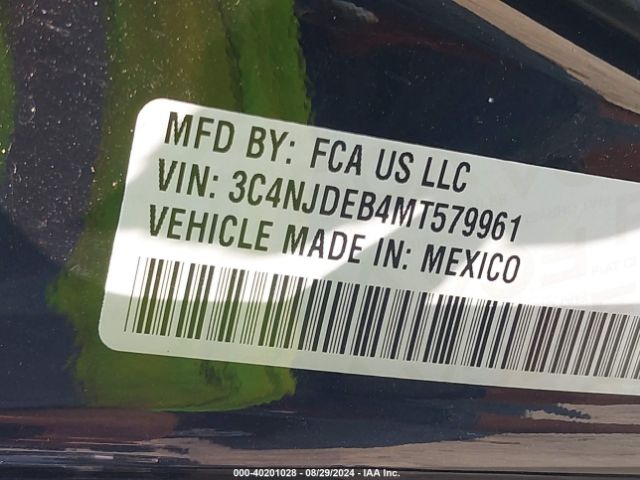 MFD BY: FCA US LLC
VIN: 3C4NJDEB4MT579961
VEHICLE MADE IN: MEXICO
000-40201028 - 08/29/2024 - IAA Inc.